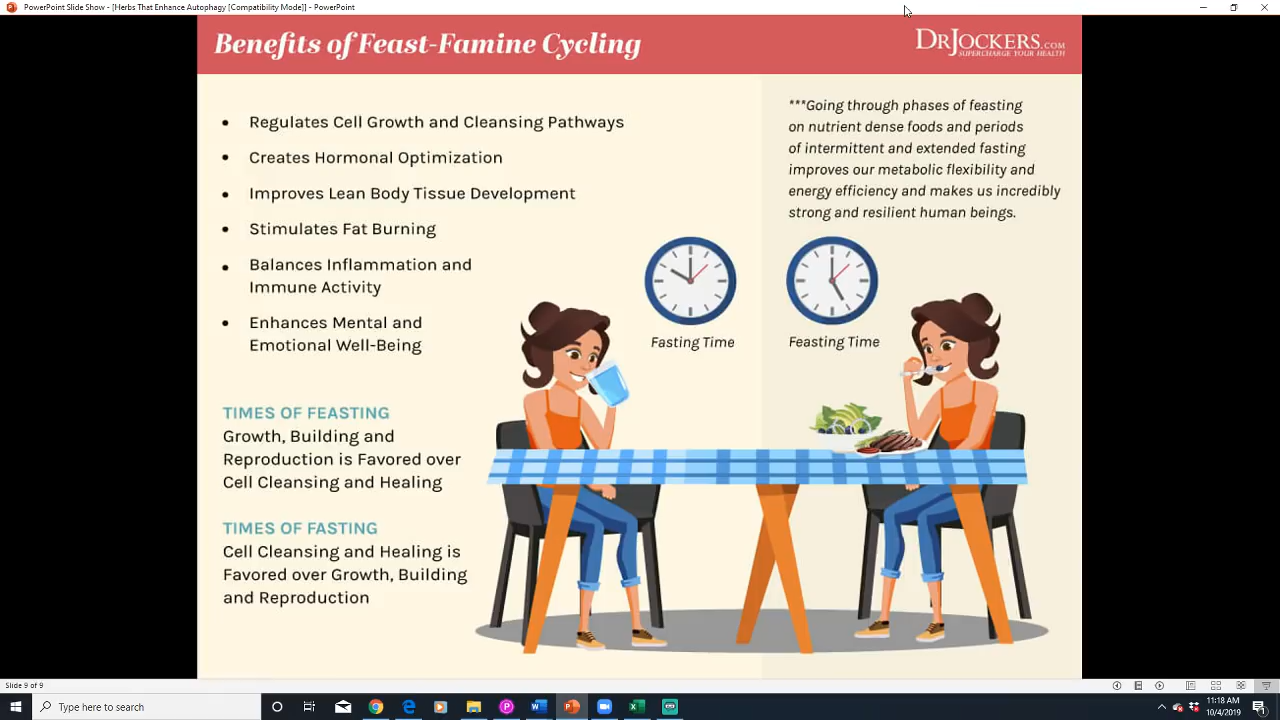 PowerPoint Slide Show - [Herbs That Enhance Autophagy [Compatibility Mode]] - PowerPoint
Benefits of Feast-Famine Cycling
DRJOCKERS.COM
SUPERCHARGE YOUR HEALTH
• Regulates Cell Growth and Cleansing Pathways
• Creates Hormonal Optimization
• Improves Lean Body Tissue Development
• Stimulates Fat Burning
• Balances Inflammation and
Immune Activity
• Enhances Mental and
Emotional Well-Being
TIMES OF FEASTING
Growth, Building and
Reproduction is Favored over
Cell Cleansing and Healing
TIMES OF FASTING
Cell Cleansing and Healing is
Favored over Growth, Building
and Reproduction
Fasting Time
***Going through phases of feasting
on nutrient dense foods and periods
of intermittent and extended fasting
improves our metabolic flexibility and
energy efficiency and makes us incredibly
strong and resilient human beings.
Feasting Time
Slide 9 of 9
Type here to search
11:18 AM
10/4/2019